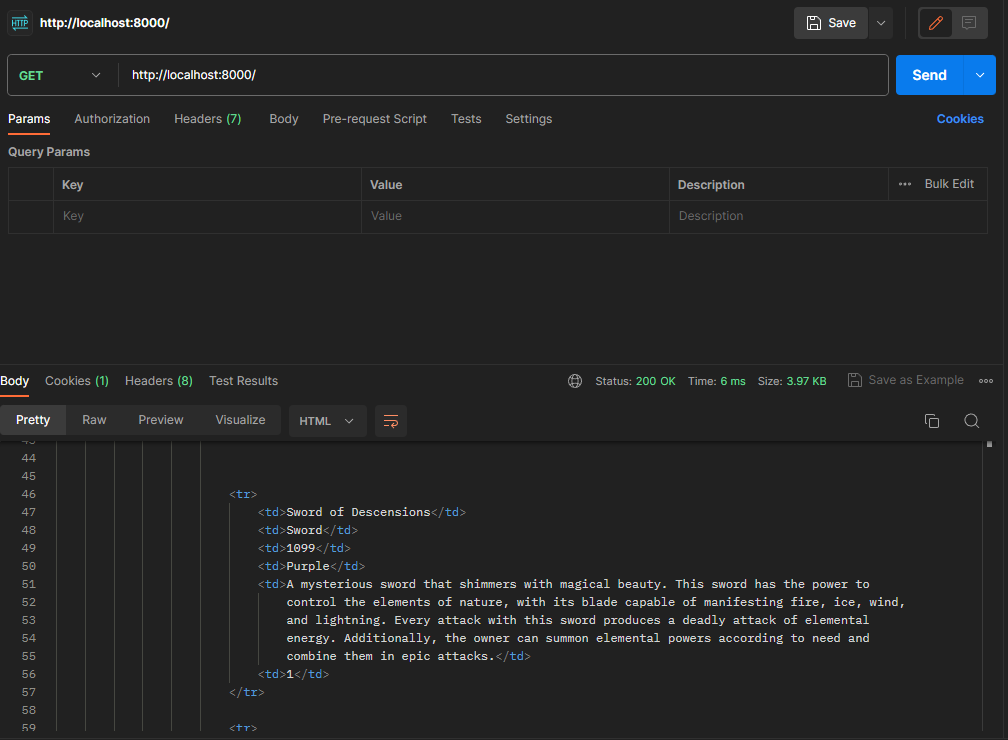 HTTP http://localhost:8000/ Save
GET http://localhost:8000/ Send
Params Authorization Headers (7) Body Pre-request Script Tests Settings Cookies
Query Params
Key Value Description ••• Bulk Edit
Key Value Description
Body Cookies (1) Headers (8) Test Results Status: 200 OK Time: 6 ms Size: 3.97 KB Save as Example
Pretty Raw Preview Visualize HTML
43
44
45
46 <tr>
47 <td>Sword of Descensions</td>
48 <td>Sword</td>
49 <td>1099</td>
50 <td>Purple</td>
51 <td>A mysterious sword that shimmers with magical beauty. This sword has the power to
52 control the elements of nature, with its blade capable of manifesting fire, ice, wind,
53 and lightning. Every attack with this sword produces a deadly attack of elemental
54 energy. Additionally, the owner can summon elemental powers according to need and
55 combine them in epic attacks.</td>
56 <td>1</td>
57 </tr>
58
59 <tr>